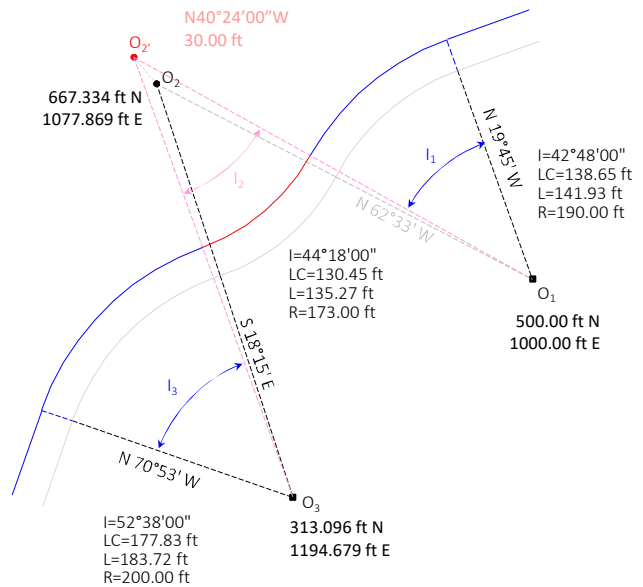 N40°24'00"W
30.00 ft
O2'
O2
667.334 ft N
1077.869 ft E
N 19°45' W
I1
I=42°48'00"
LC=138.65 ft
L=141.93 ft
R=190.00 ft
I2
N 62°33' W
I=44°18'00"
LC=130.45 ft
L=135.27 ft
R=173.00 ft
O1
500.00 ft N
1000.00 ft E
S 18°15' E
I3
N 70°53' W
O3
313.096 ft N
1194.679 ft E
I=52°38'00"
LC=177.83 ft
L=183.72 ft
R=200.00 ft